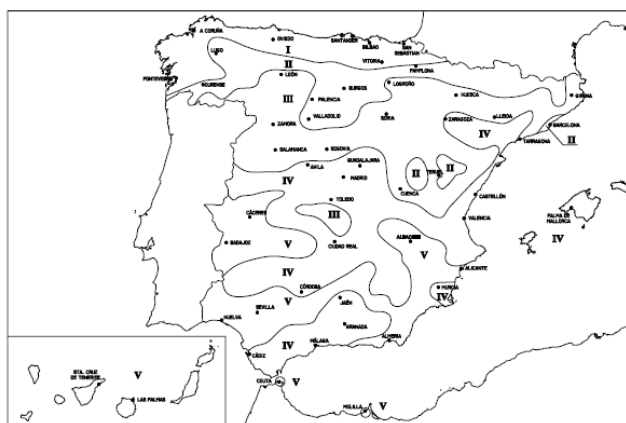 A CORUÑA
OVIEDO
SANTANDER
BILBAO
SAN
SEBASTIAN
LUGO
I
VITORIA
PAMPLONA
II
PONTEVEDRA
OURENSE
LEÓN
BURGOS
LOGROÑO
HUESCA
GIRONA
III
PALENCIA
VALLADOLID
ZAMORA
SORIA
ZARAGOZA
LLEIDA
BARCELONA
IV
TARRAGONA
II
SALAMANCA
SEGOVIA
GUADALAJARA
AVILA
IV
MADRID
II
TERUEL
II
CUENCA
TOLEDO
CASTELLÓN
CÁCERES
III
VALENCIA
PALMA DE
MALLORCA
IV
BADAJOZ
V
CIUDAD REAL
ALBACETE
V
IV
ALICANTE
CÓRDOBA
MURCIA
IV
V
SEVILLA
JAÉN
HUELVA
GRANADA
IV
MÁLAGA
ALMERIA
CÁDIZ
CEUTA
V
MELILLA
V
STA. CRUZ
DE TENERIFE
V
LAS PALMAS